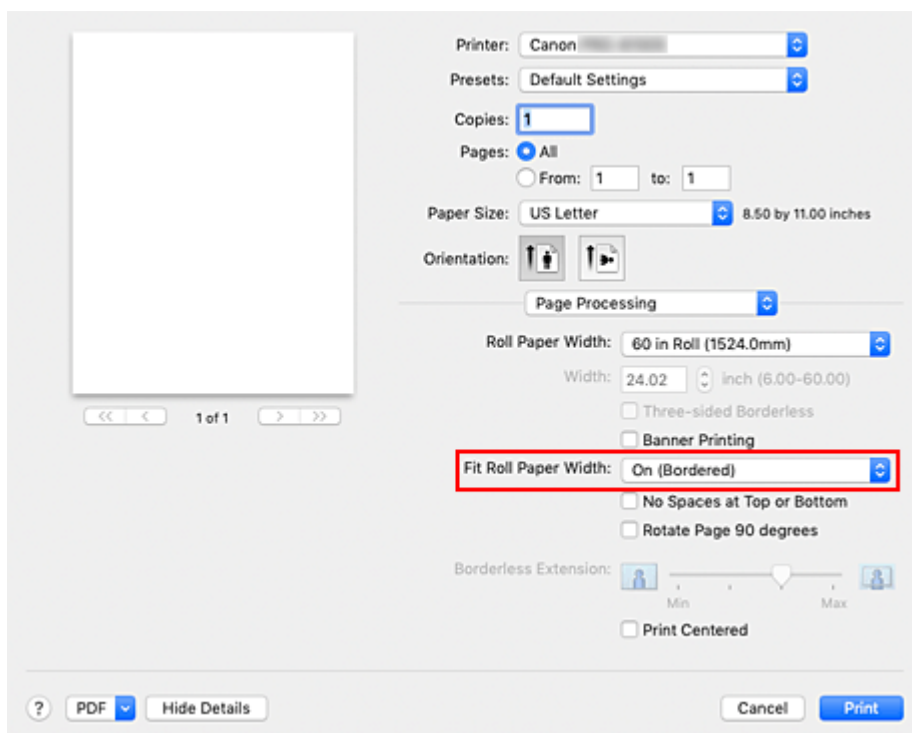 Printer: Canon
Presets: Default Settings
Copies: 1
Pages: All
From: 1 to: 1
Paper Size: US Letter 8.50 by 11.00 inches
Orientation:
Page Processing
Roll Paper Width: 60 in Roll (1524.0mm)
Width: 24.02 inch (6.00-60.00)
Three-sided Borderless
<< < 1 of 1 > >>
Banner Printing
Fit Roll Paper Width: On (Bordered)
No Spaces at Top or Bottom
Rotate Page 90 degrees
Borderless Extension:
Min Max
Print Centered
? PDF Hide Details Cancel Print